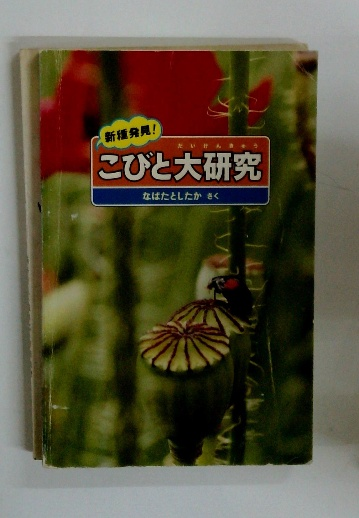 新種発見!
だいけんきゅう
こびと大研究
なばたとしたか さく